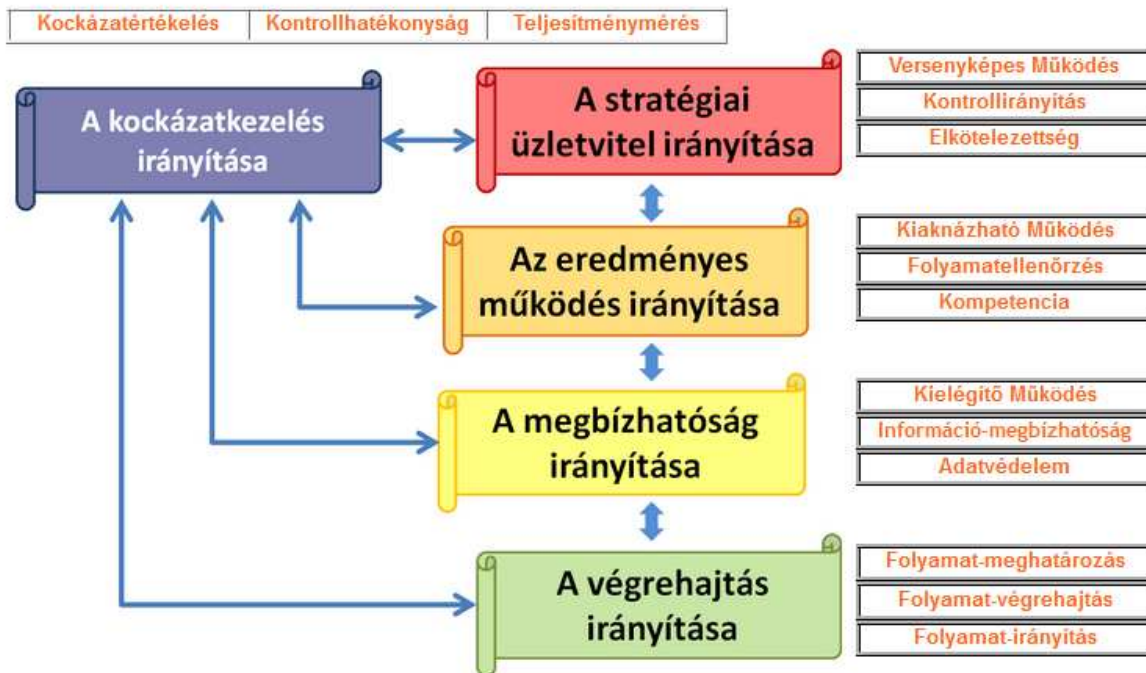 Kockázatértékelés
Kontrollhatékonyság
Teljesítménymérés
A kockázatkezelés
irányítása
A stratégiai
üzletvitel irányítása
Versenyképes Működés
Kontrollirányítás
Elkötelezettség
Az eredményes
működés irányítása
Kiaknázható Működés
Folyamatellenőrzés
Kompetencia
A megbízhatóság
irányítása
Kielégítő Működés
Információ-megbízhatóság
Adatvédelem
A végrehajtás
irányítása
Folyamat-meghatározás
Folyamat-végrehajtás
Folyamat-irányítás